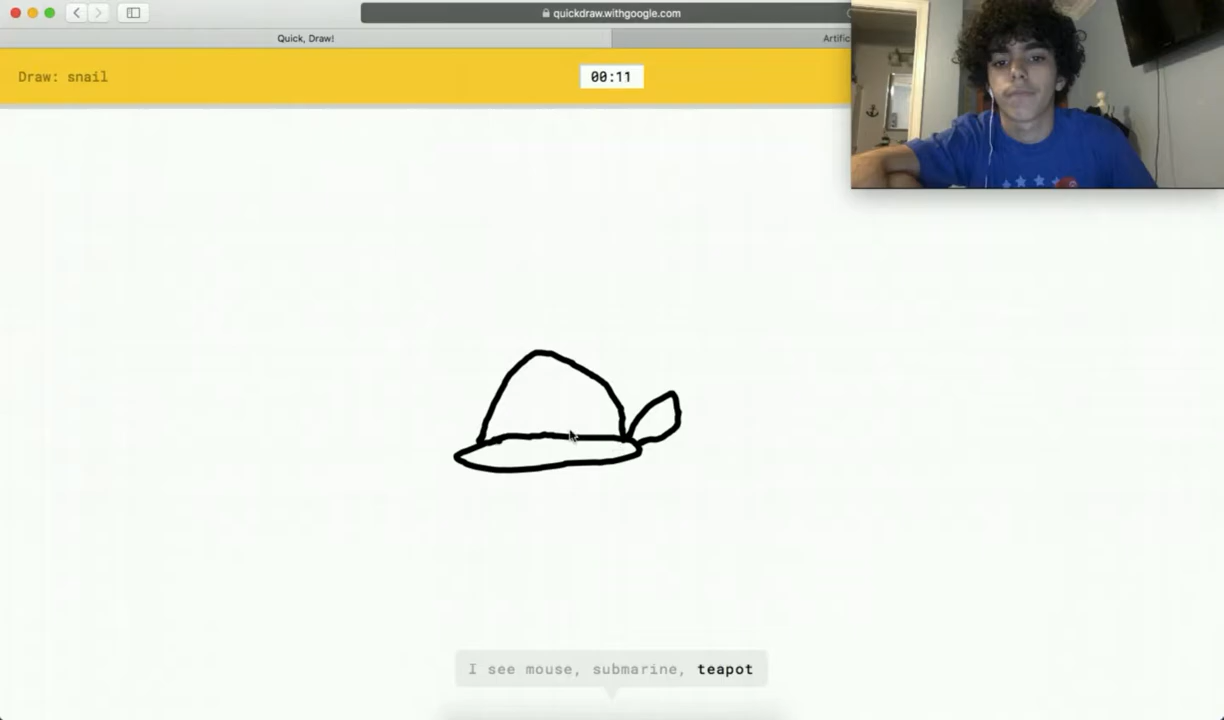 quickdraw.withgoogle.com
Quick, Draw!
Artific
Draw: snail
00:11
I see mouse, submarine, teapot